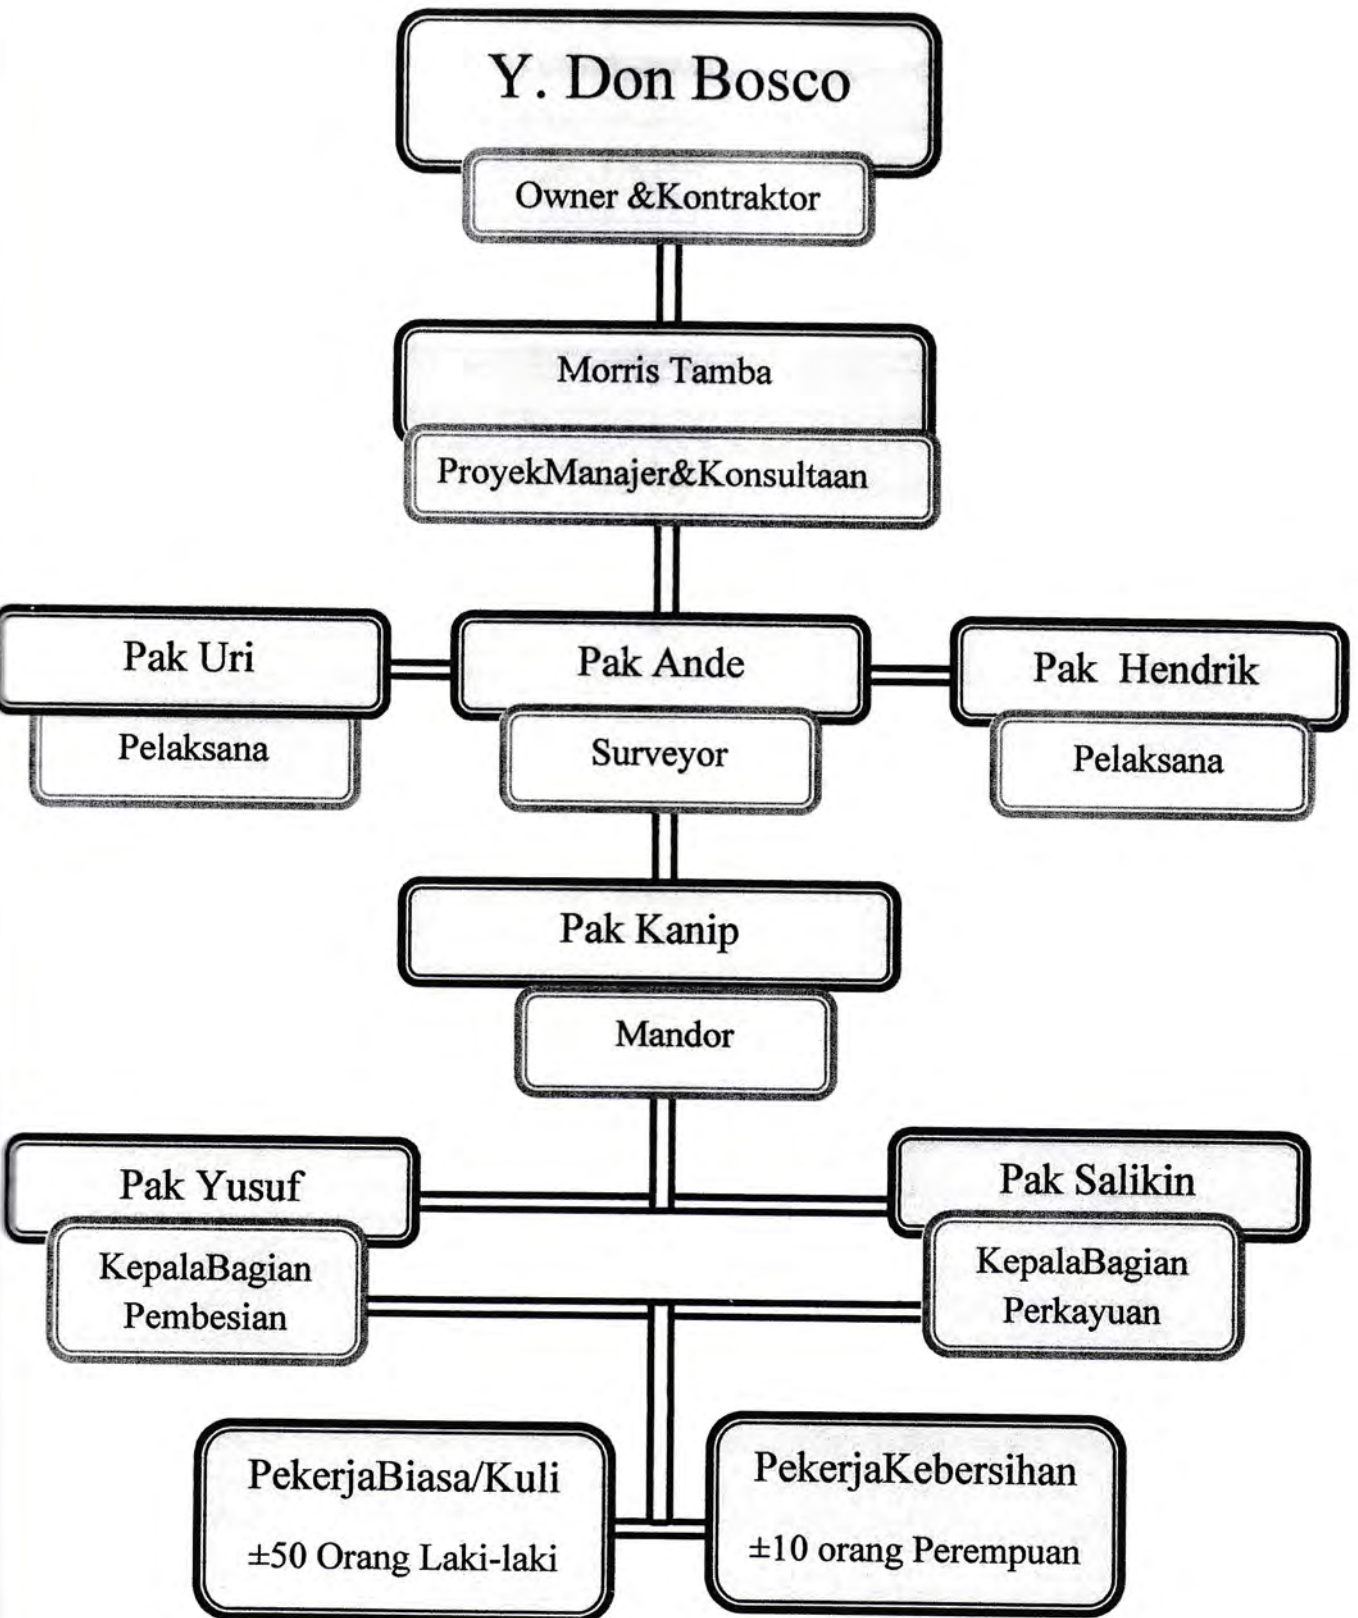 Y. Don Bosco
Owner &Kontraktor
Morris Tamba
ProyekManajer&Konsultaan
Pak Uri
Pelaksana
Pak Ande
Surveyor
Pak Hendrik
Pelaksana
Pak Kanip
Mandor
Pak Yusuf
KepalaBagian
Pembesian
Pak Salikin
KepalaBagian
Perkayuan
PekerjaBiasa/Kuli
±50 Orang Laki-laki
PekerjaKebersihan
±10 orang Perempuan